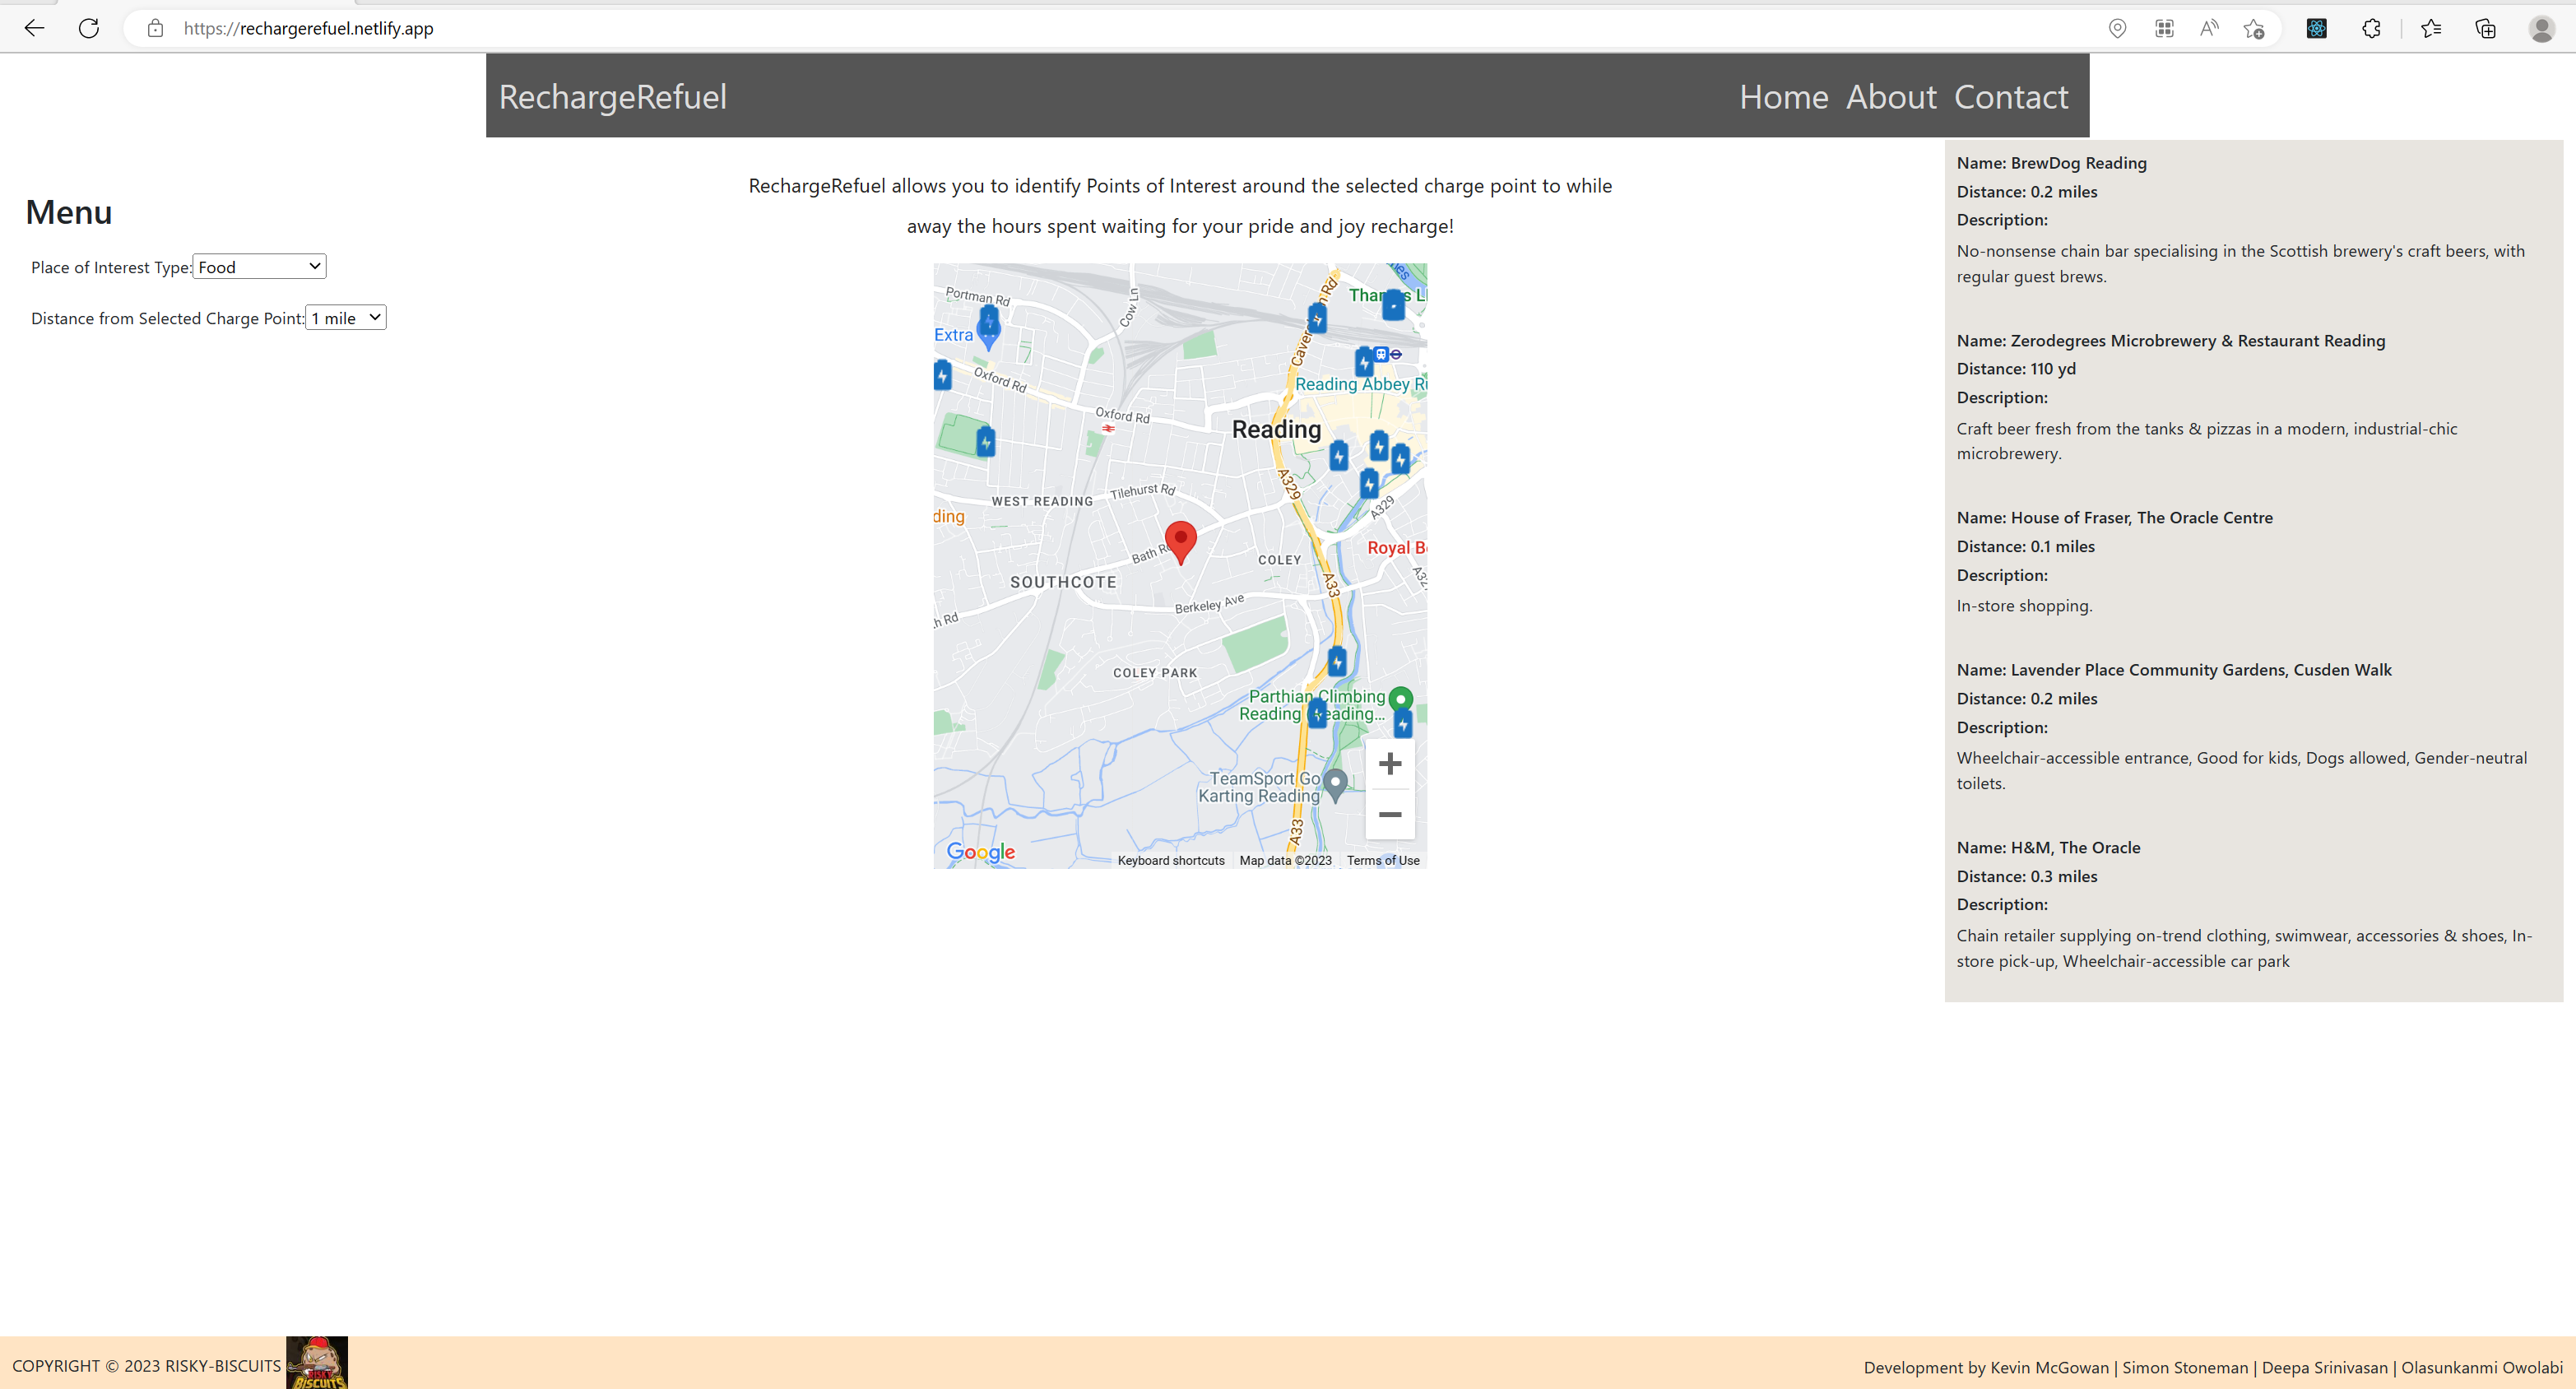 https://rechargerefuel.netlify.app
RechargeRefuel
Home About Contact
Menu
Place of Interest Type: Food
Distance from Selected Charge Point: 1 mile
RechargeRefuel allows you to identify Points of Interest around the selected charge point to while
away the hours spent waiting for your pride and joy recharge!
Portman Rd
Cow Ln
Extra
Oxford Rd
Oxford Rd
Reading Abbey Ru
Reading
A329
WEST READING
Tilehurst Rd
A329
ding
Bath Rd
COLEY
Royal B
SOUTHCOTE
A33
Berkeley Ave
h Rd
COLEY PARK
Parthian Climbing
Reading
TeamSport Go
Karting Reading
A33
Google
Keyboard shortcuts
Map data ©2023
Terms of Use
Name: BrewDog Reading
Distance: 0.2 miles
Description:
No-nonsense chain bar specialising in the Scottish brewery's craft beers, with
regular guest brews.
Name: Zerodegrees Microbrewery & Restaurant Reading
Distance: 110 yd
Description:
Craft beer fresh from the tanks & pizzas in a modern, industrial-chic
microbrewery.
Name: House of Fraser, The Oracle Centre
Distance: 0.1 miles
Description:
In-store shopping.
Name: Lavender Place Community Gardens, Cusden Walk
Distance: 0.2 miles
Description:
Wheelchair-accessible entrance, Good for kids, Dogs allowed, Gender-neutral
toilets.
Name: H&M, The Oracle
Distance: 0.3 miles
Description:
Chain retailer supplying on-trend clothing, swimwear, accessories & shoes, In-
store pick-up, Wheelchair-accessible car park
COPYRIGHT © 2023 RISKY-BISCUITS
RISKY
BISCUITS
Development by Kevin McGowan | Simon Stoneman | Deepa Srinivasan | Olasunkanmi Owolabi